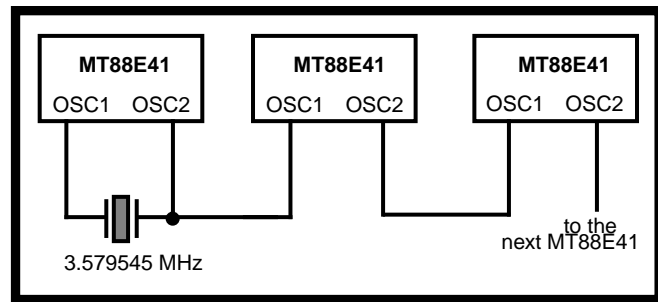 MT88E41 MT88E41 MT88E41
OSC1 OSC2 OSC1 OSC2 OSC1 OSC2
to the
next MT88E41
3.579545 MHz